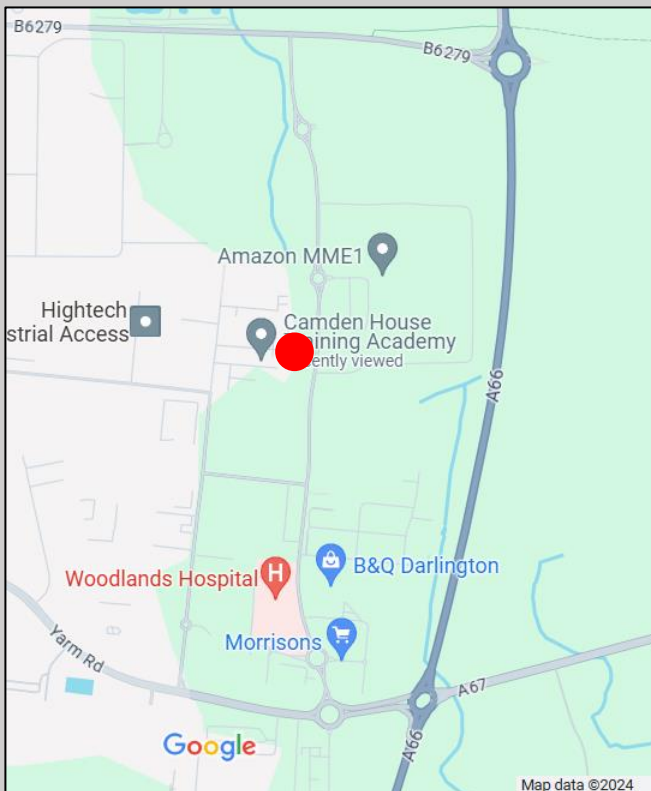 B6279
B6279
Amazon MME1
Hightech
strial Access
Camden House
ining Academy
ently viewed
A66
B&Q Darlington
Woodlands Hospital
H
Morrisons
Yarm Rd
A67
Google
A66
Map data ©2024